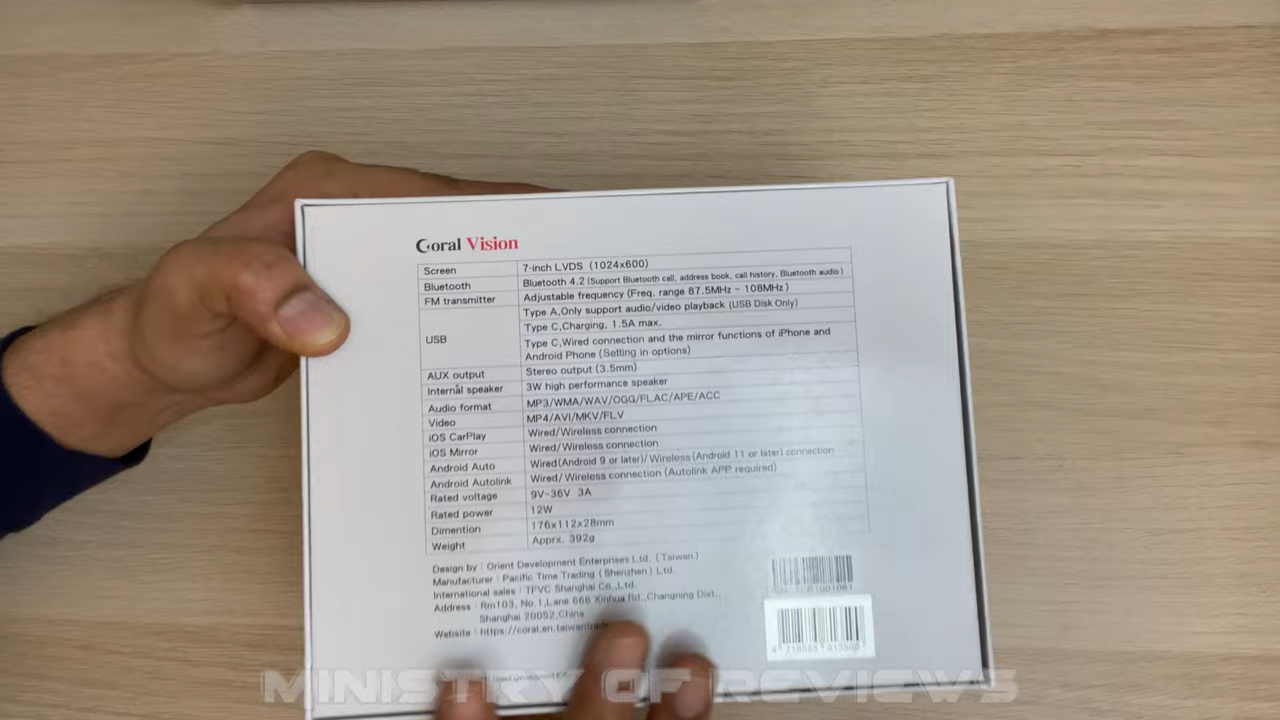 Coral Vision
Screen 7-inch LVDS (1024x600)
Bluetooth Bluetooth 4.2 (Support Bluetooth call, address book, call history, Bluetooth audio)
FM transmitter Adjustable frequency (Freq. range 87.5MHz - 108MHz)
USB Type A,Only support audio/video playback (USB Disk Only)
Type C,Charging, 1.5A max.
Type C,Wired connection and the mirror functions of iPhone and
Android Phone (Setting in options)
AUX output Stereo output (3.5mm)
Internal speaker 3W high performance speaker
Audio format MP3/WMA/WAV/OGG/FLAC/APE/ACC
Video MP4/AVI/MKV/FLV
iOS CarPlay Wired/Wireless connection
iOS Mirror Wired/Wireless connection
Android Auto Wired(Android 9 or later)/ Wireless(Android 11 or later) connection
Android Autolink Wired/ Wireless connection (Autolink APP required)
Rated voltage 9V-36V 3A
Rated power 12W
Dimention 176x112x28mm
Weight Apprx. 392g
Design by : Orient Development Enterprises Ltd. (Taiwan)
Manufacturer : Pacific Time Trading (Shenzhen) Ltd.
International sales : TPVC Shanghai Co.,Ltd.
Address : Rm103, No.1,Lane 666 Xinhua Rd.,Changning Dist.,
Shanghai 20052,China
Website : https://coral.en.taiwantrade
MINISTRY OF REVIEWS